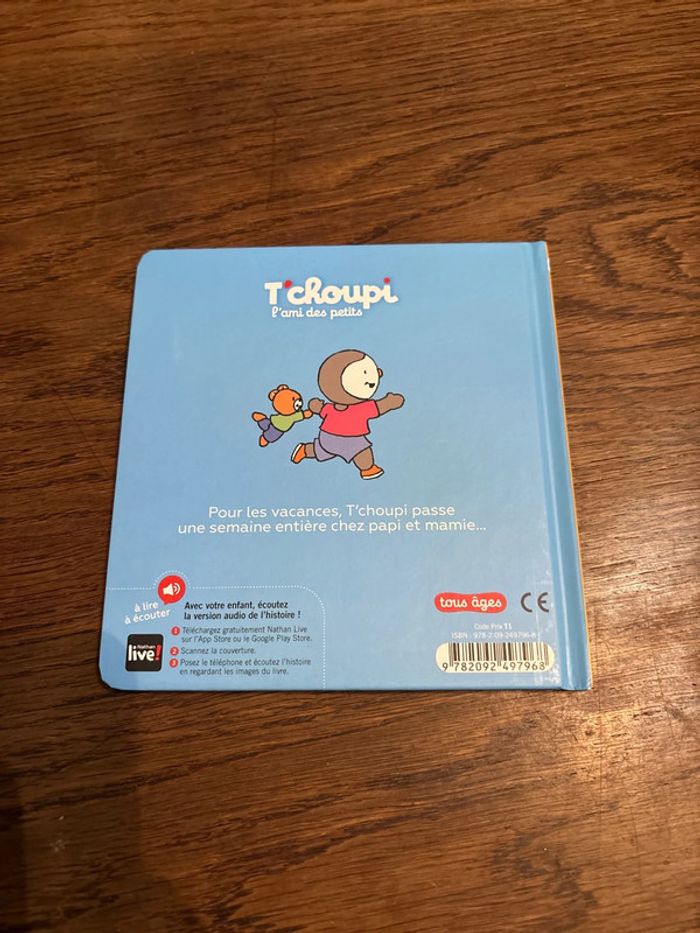 T'choupi
l'ami des petits
Pour les vacances, T'choupi passe
une semaine entière chez papi et mamie...
à lire
à écouter
Avec votre enfant, écoutez
la version audio de l'histoire !
1 Téléchargez gratuitement Nathan Live
sur l'App Store ou le Google Play Store.
2 Scannez la couverture.
3 Posez le téléphone et écoutez l'histoire
en regardant les images du livre.
Nathan
live!
tous âges
CE
Code Prix T1
ISBN : 978-2-09-249796-8
9 782092 497968